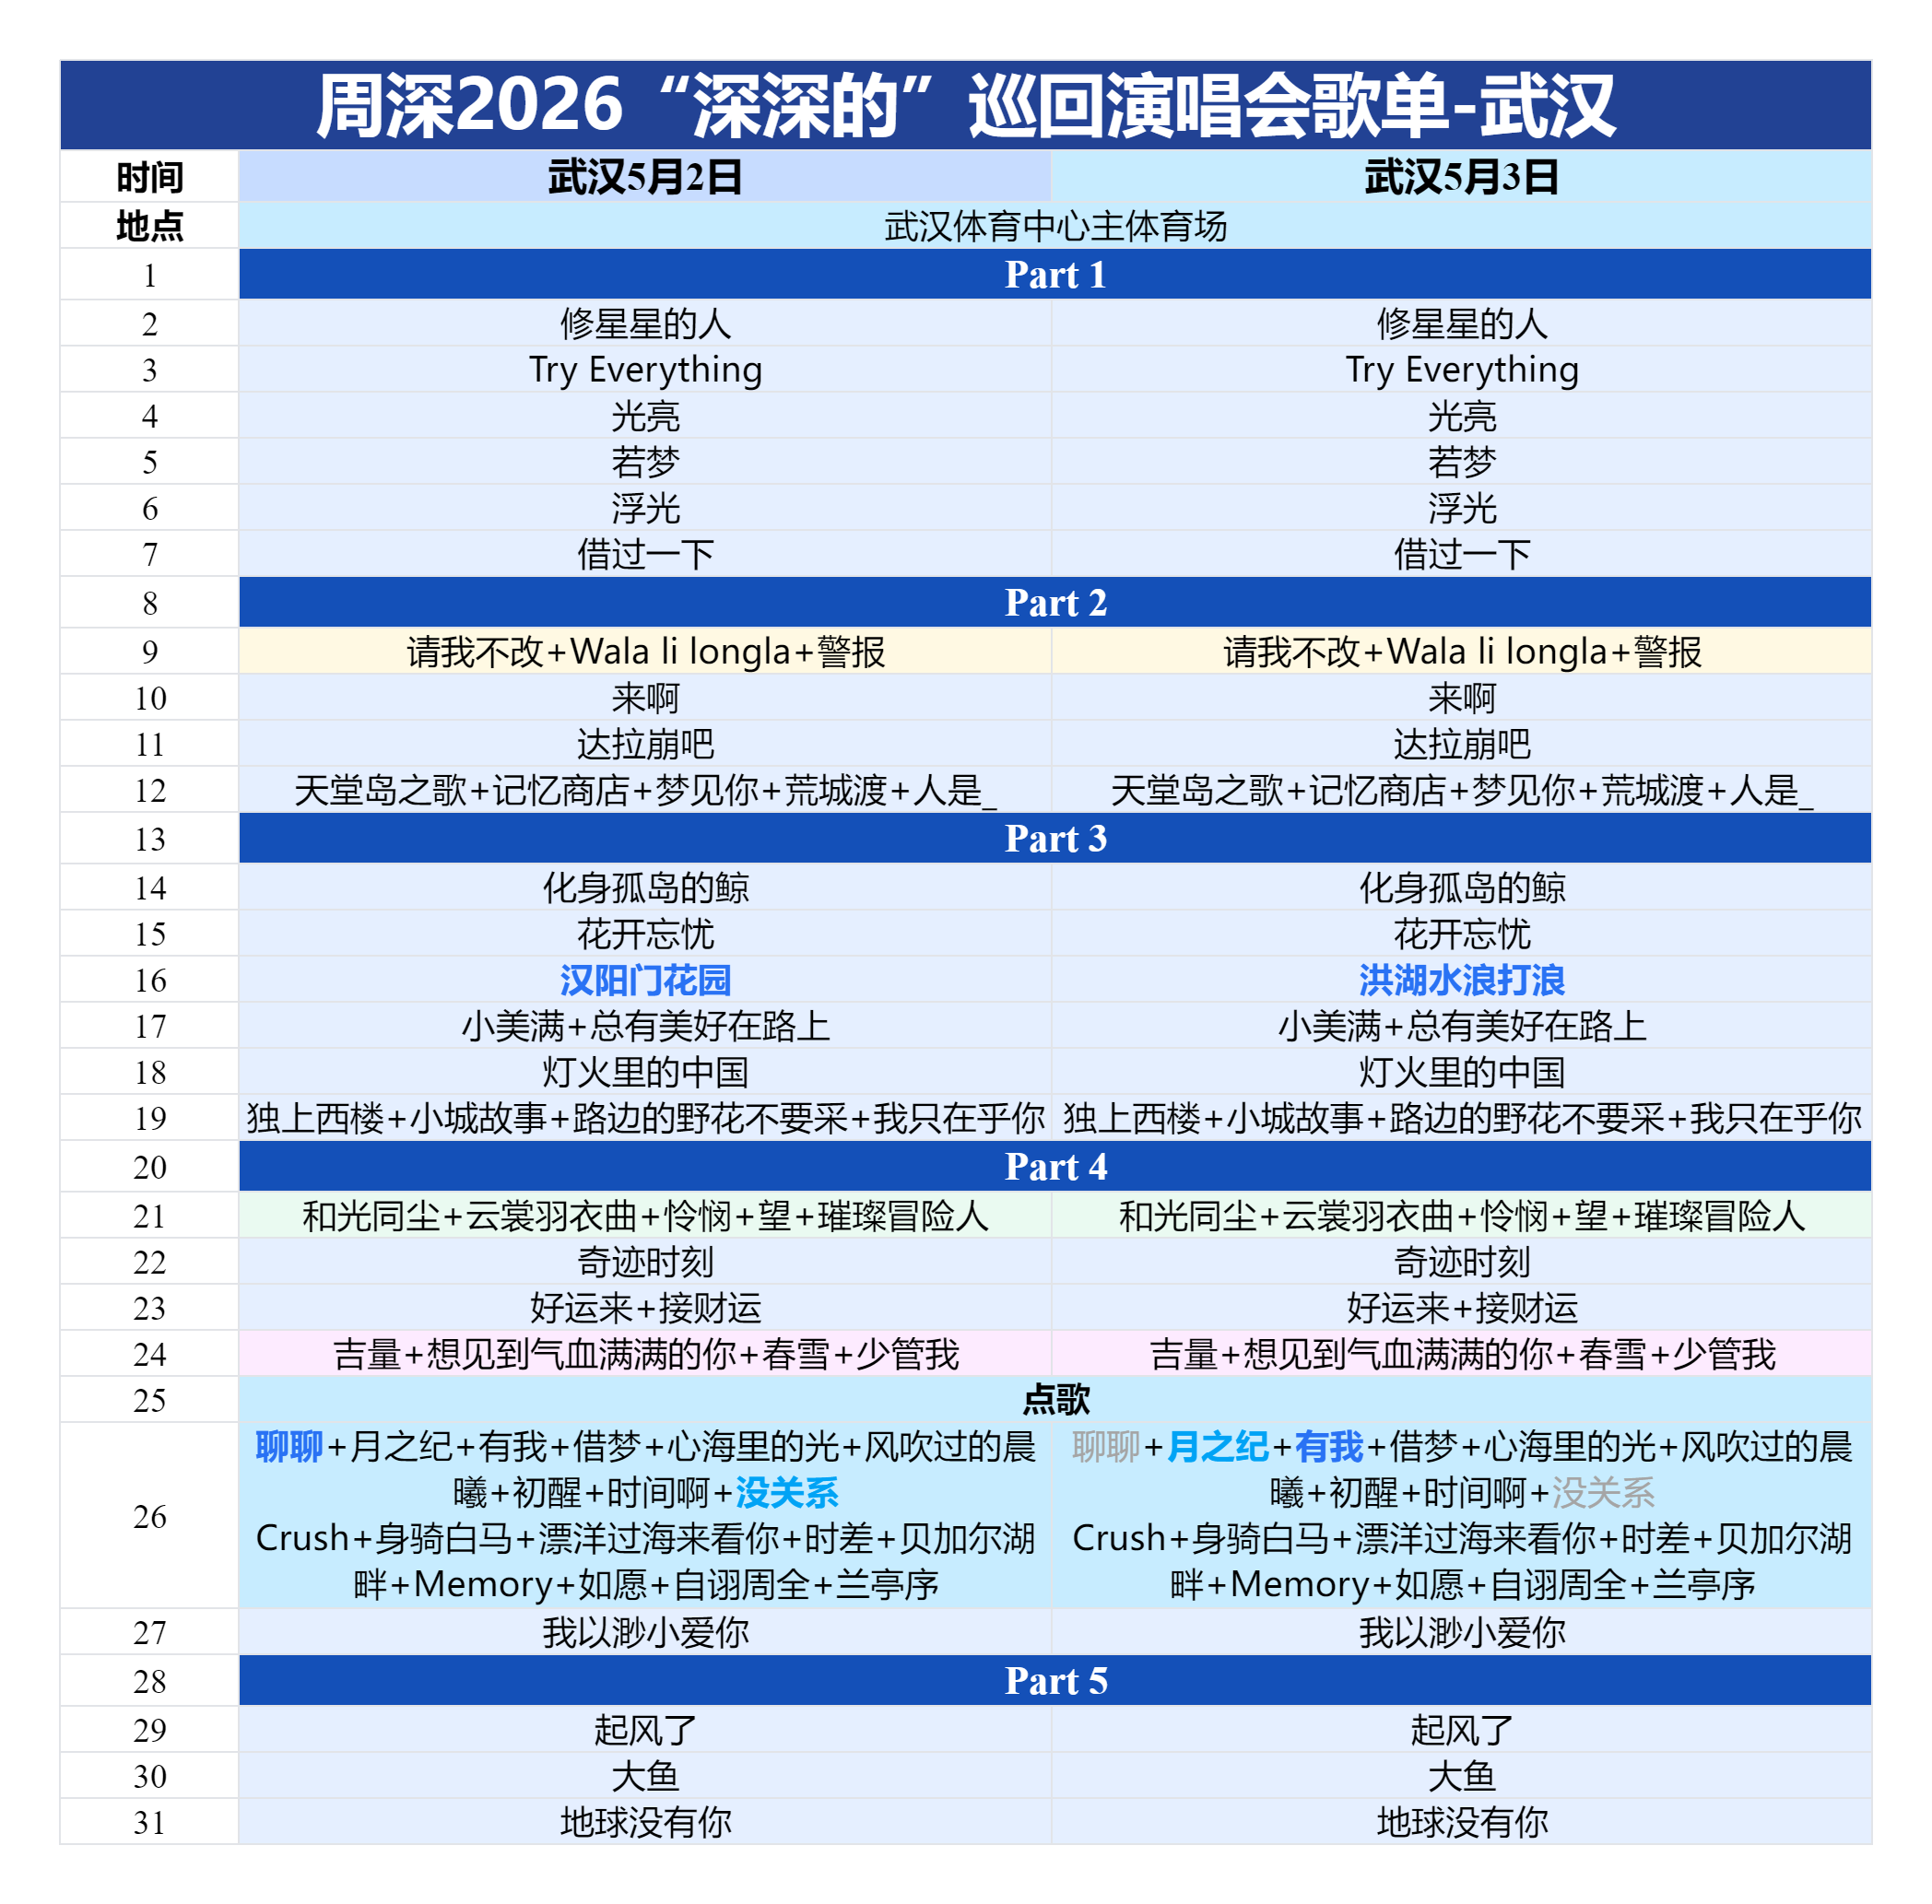 周深2026“深深的”巡回演唱会歌单-武汉
时间 武汉5月2日 武汉5月3日
地点 武汉体育中心主体育场
1 Part 1
2 修星星的人 修星星的人
3 Try Everything Try Everything
4 光亮 光亮
5 若梦 若梦
6 浮光 浮光
7 借过一下 借过一下
8 Part 2
9 请我不改+Wala li longla+警报 请我不改+Wala li longla+警报
10 来啊 来啊
11 达拉崩吧 达拉崩吧
12 天堂岛之歌+记忆商店+梦见你+荒城渡+人是_ 天堂岛之歌+记忆商店+梦见你+荒城渡+人是_
13 Part 3
14 化身孤岛的鲸 化身孤岛的鲸
15 花开忘忧 花开忘忧
16 汉阳门花园 洪湖水浪打浪
17 小美满+总有美好在路上 小美满+总有美好在路上
18 灯火里的中国 灯火里的中国
19 独上西楼+小城故事+路边的野花不要采+我只在乎你 独上西楼+小城故事+路边的野花不要采+我只在乎你
20 Part 4
21 和光同尘+云裳羽衣曲+怜悯+望+璀璨冒险人 和光同尘+云裳羽衣曲+怜悯+望+璀璨冒险人
22 奇迹时刻 奇迹时刻
23 好运来+接财运 好运来+接财运
24 吉量+想见到气血满满的你+春雪+少管我 吉量+想见到气血满满的你+春雪+少管我
25 点歌
26
聊聊+月之纪+有我+借梦+心海里的光+风吹过的晨
曦+初醒+时间啊+没关系
Crush+身骑白马+漂洋过海来看你+时差+贝加尔湖
畔+Memory+如愿+自诩周全+兰亭序
聊聊+月之纪+有我+借梦+心海里的光+风吹过的晨
曦+初醒+时间啊+没关系
Crush+身骑白马+漂洋过海来看你+时差+贝加尔湖
畔+Memory+如愿+自诩周全+兰亭序
27 我以渺小爱你 我以渺小爱你
28 Part 5
29 起风了 起风了
30 大鱼 大鱼
31 地球没有你 地球没有你